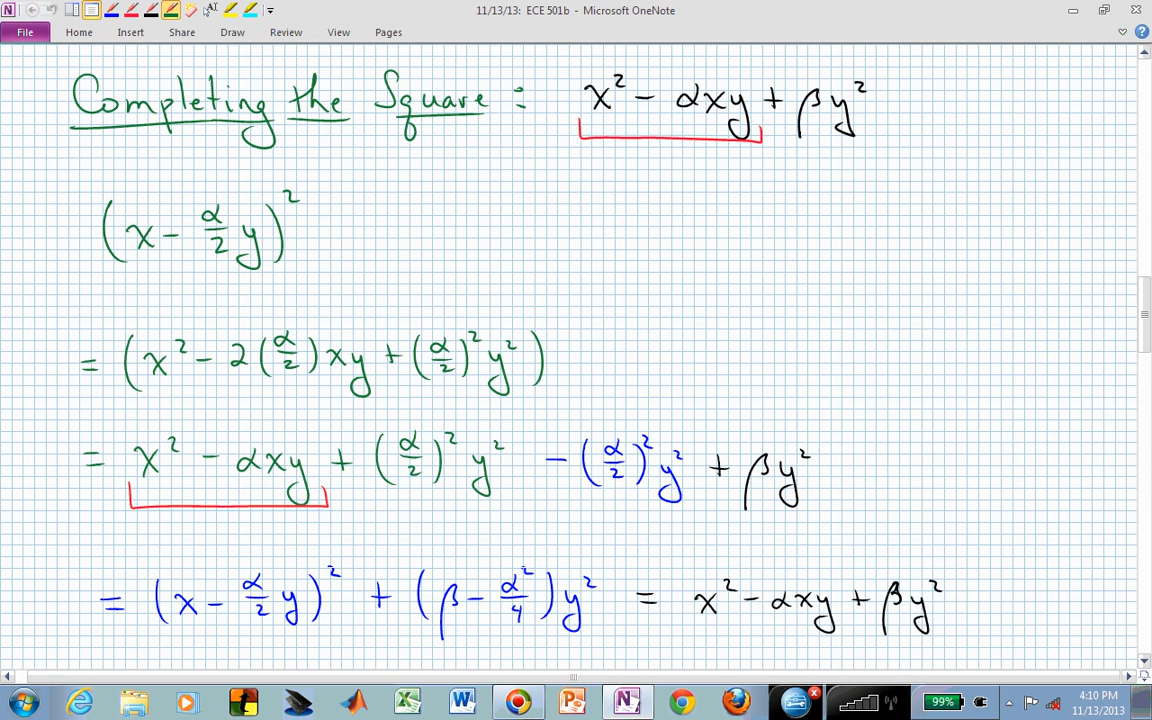 11/13/13: ECE 501b - Microsoft OneNote
File Home Insert Share Draw Review View Pages
Completing the Square: x² - αxy + βy²
(x - α/2 y)²
= (x² - 2(α/2)xy + (α/2)²y²)
= x² - αxy + (α/2)²y² - (α/2)²y² + βy²
= (x - α/2 y)² + (β - α²/4)y² = x² - αxy + βy²
99% 4:10 PM
11/13/2013